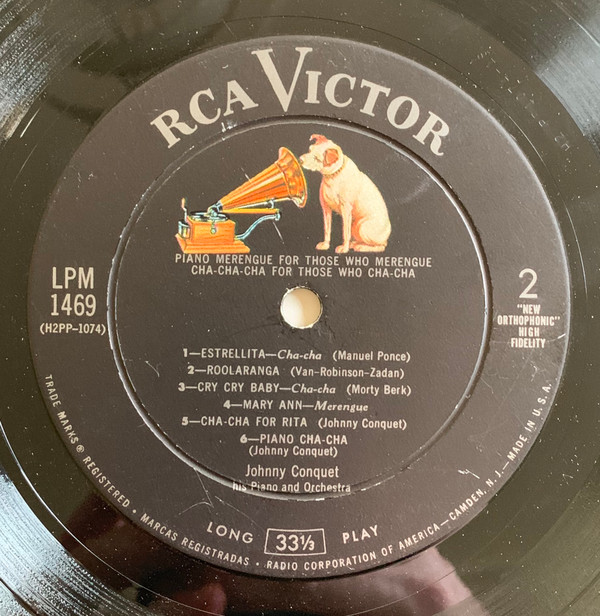 RCA VICTOR
PIANO MERENGUE FOR THOSE WHO MERENGUE
CHA-CHA-CHA FOR THOSE WHO CHA-CHA
LPM
1469
(H2PP-1074)
2
"NEW
ORTHOPHONIC"
HIGH
FIDELITY
1—ESTRELLITA—Cha-cha (Manuel Ponce)
2—ROOLARANGA (Van-Robinson-Zadan)
3—CRY CRY BABY—Cha-cha (Morty Berk)
4—MARY ANN—Merengue
5—CHA-CHA FOR RITA (Johnny Conquet)
6—PIANO CHA-CHA
(Johnny Conquet)
Johnny Conquet
his Piano and Orchestra
LONG 33⅓ PLAY
TRADE MARKS ® REGISTERED • MARCAS REGISTRADAS • RADIO CORPORATION OF AMERICA—CAMDEN, N. J.—MADE IN U.S.A.